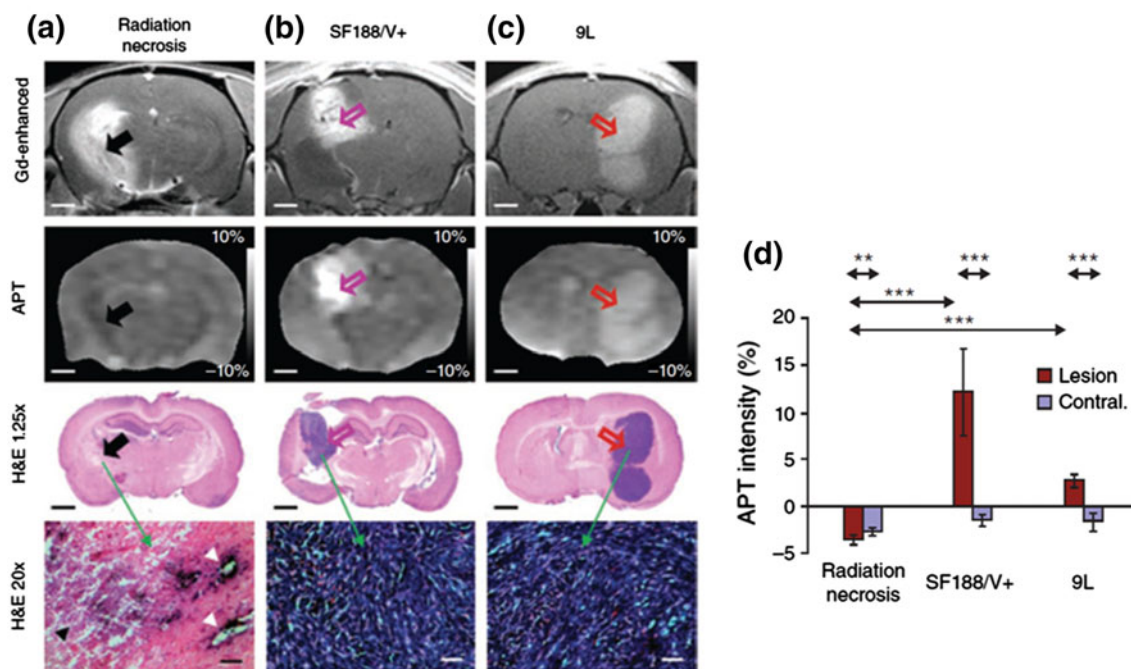 (a)
Radiation
necrosis
(b)
SF188/V+
(c)
9L
Gd-enhanced
APT
10%
−10%
10%
−10%
10%
−10%
H&E 1.25x
H&E 20x
(d)
** *** ***
***
***
20
15
10
5
0
−5
APT intensity (%)
Lesion
Contral.
Radiation
necrosis
SF188/V+
9L